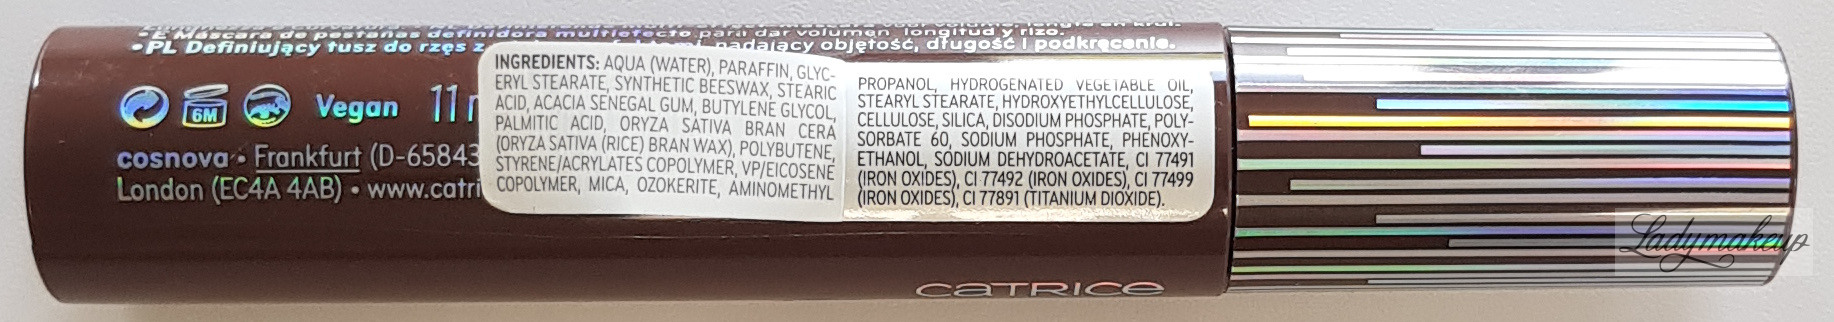 • E Máscara de pestañas definidora multiefecto para dar volumen longitud y rizo.
• PL Definiujący tusz do rzęs z nadający objętość, długość i podkręcenie.
6M
Vegan
11
cosnova • Frankfurt (D-65843
London (EC4A 4AB) • www.catri
INGREDIENTS: AQUA (WATER), PARAFFIN, GLYC-
ERYL STEARATE, SYNTHETIC BEESWAX, STEARIC
ACID, ACACIA SENEGAL GUM, BUTYLENE GLYCOL,
PALMITIC ACID, ORYZA SATIVA BRAN CERA
(ORYZA SATIVA (RICE) BRAN WAX), POLYBUTENE,
STYRENE/ACRYLATES COPOLYMER, VP/EICOSENE
COPOLYMER, MICA, OZOKERITE, AMINOMETHYL
PROPANOL, HYDROGENATED VEGETABLE OIL,
STEARYL STEARATE, HYDROXYETHYLCELLULOSE,
CELLULOSE, SILICA, DISODIUM PHOSPHATE, POLY-
SORBATE 60, SODIUM PHOSPHATE, PHENOXY-
ETHANOL, SODIUM DEHYDROACETATE, CI 77491
(IRON OXIDES), CI 77492 (IRON OXIDES), CI 77499
(IRON OXIDES), CI 77891 (TITANIUM DIOXIDE).
CATRICE
Ladymakeup